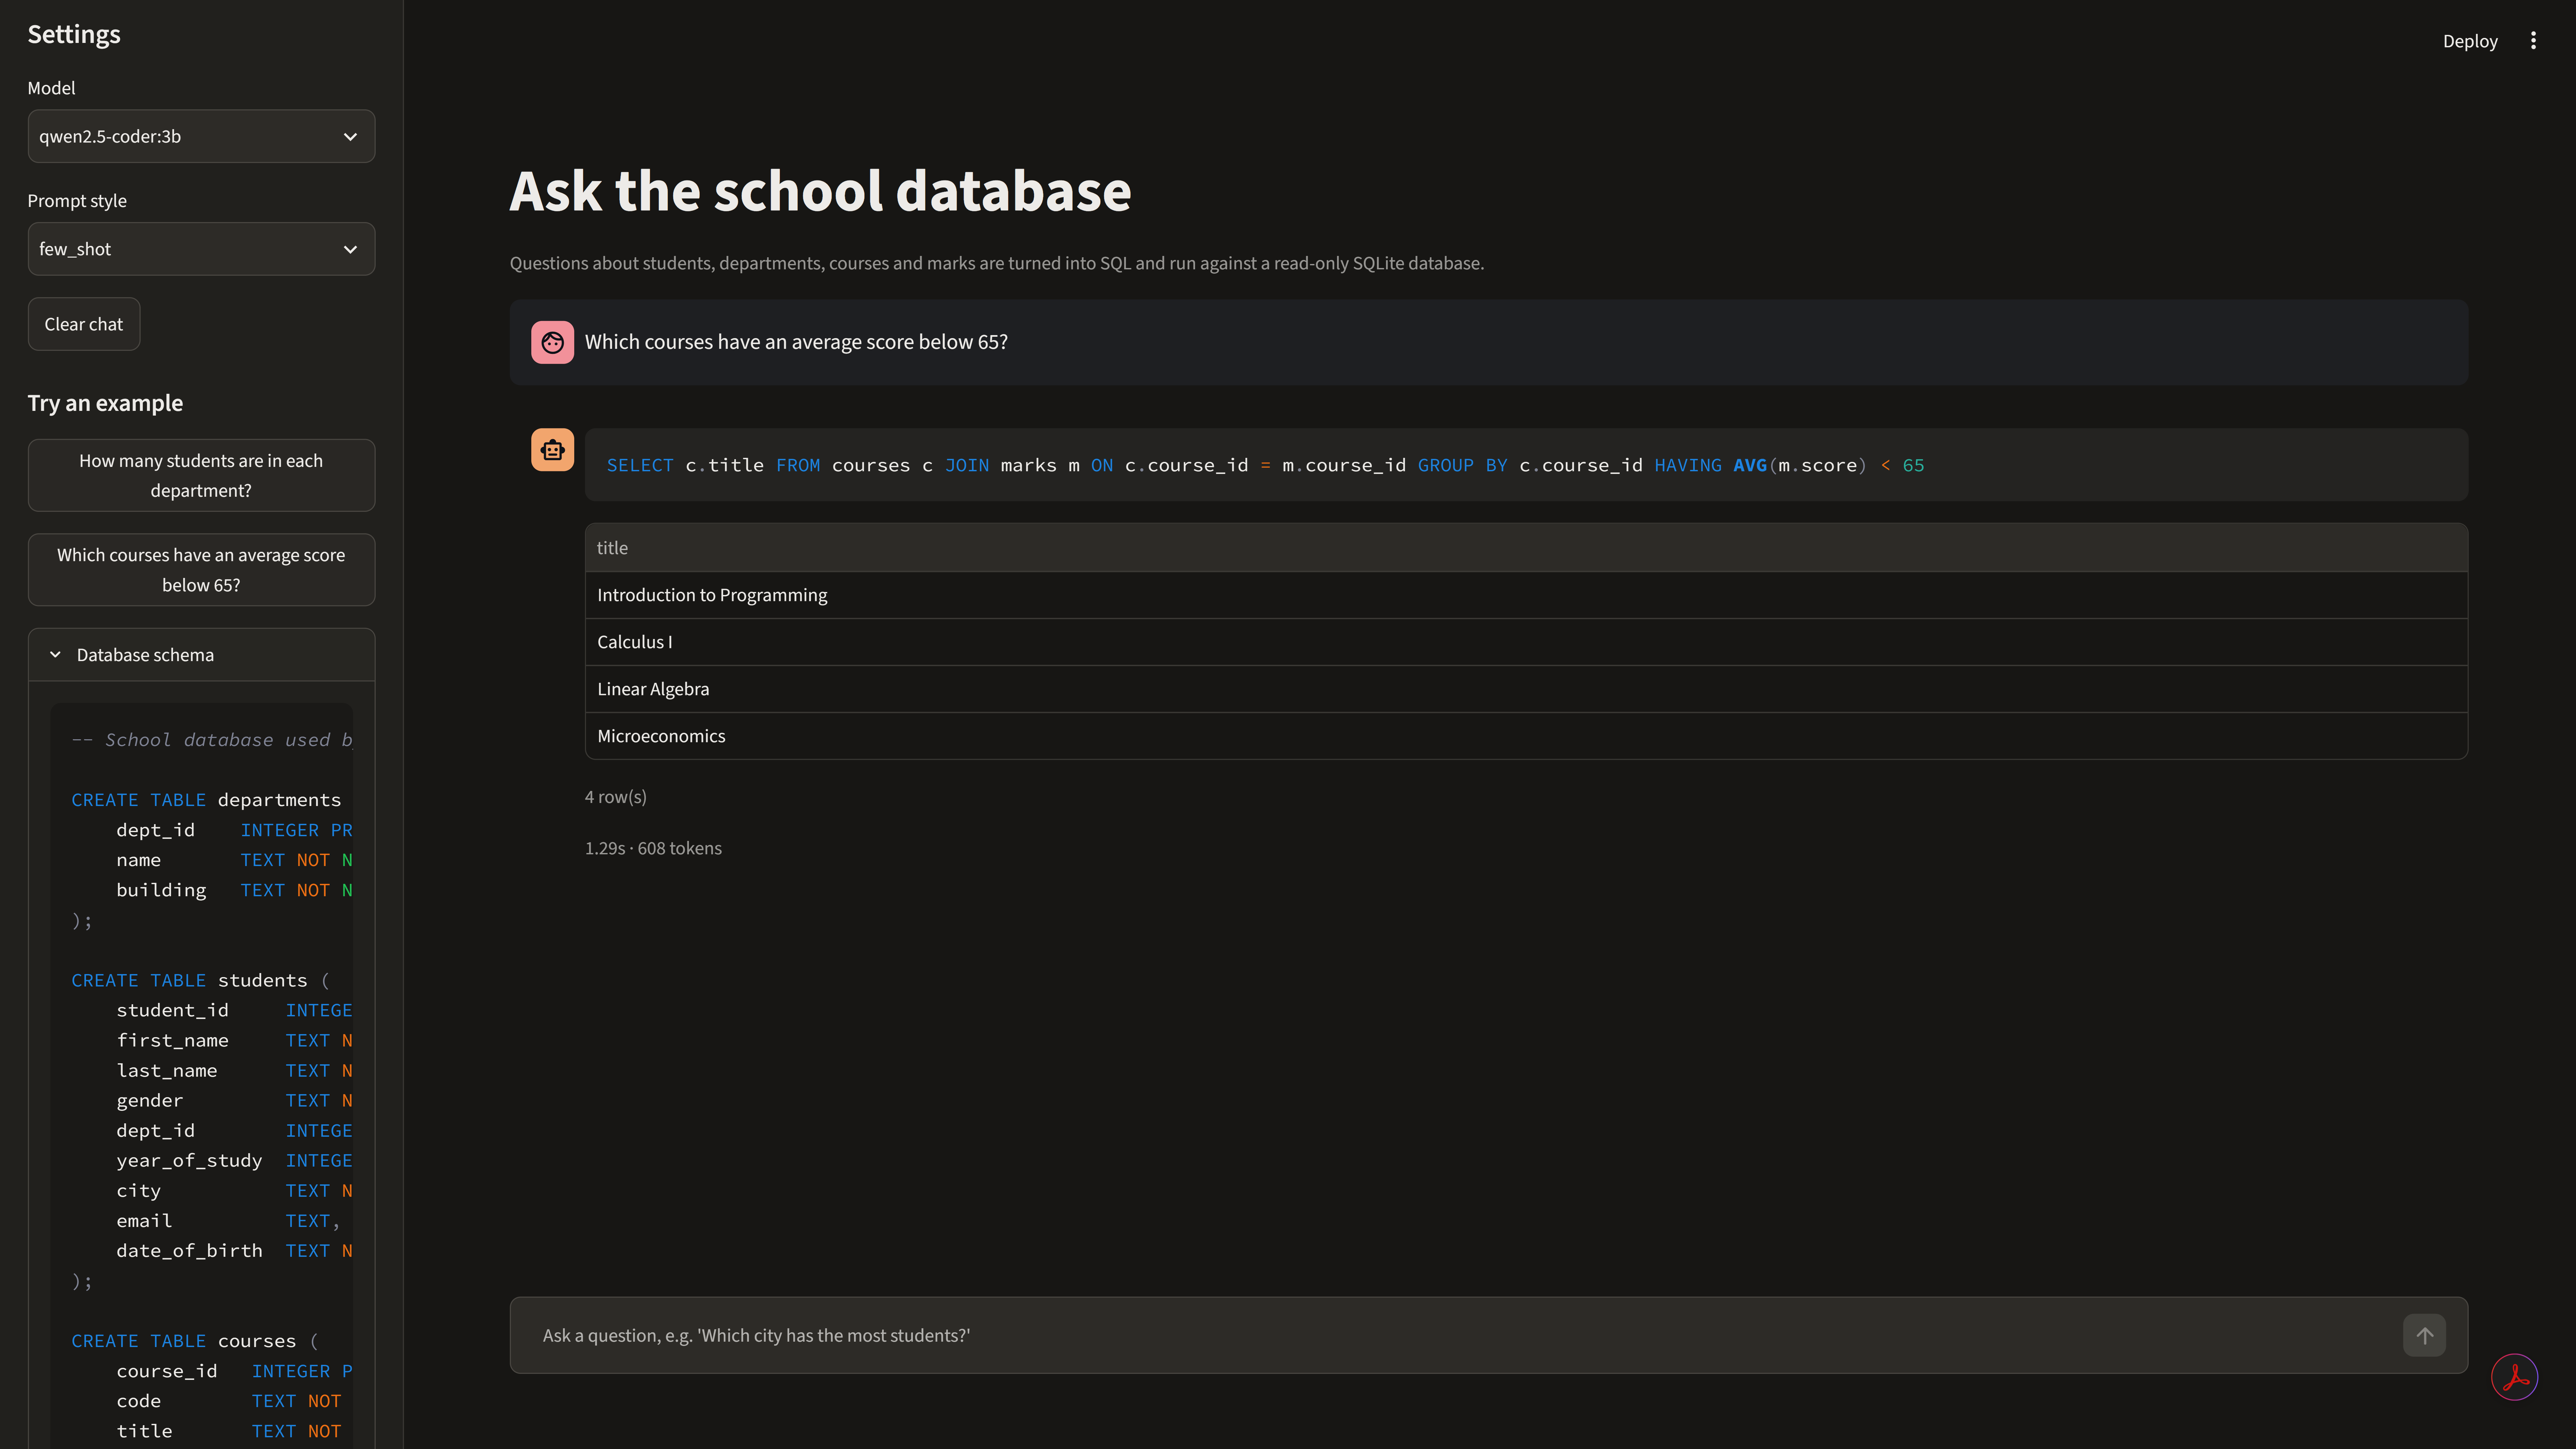 Settings
Model
qwen2.5-coder:3b
Prompt style
few_shot
Clear chat
Try an example
How many students are in each
department?
Which courses have an average score
below 65?
Database schema
-- School database used b
CREATE TABLE departments
dept_id INTEGER PR
name TEXT NOT N
building TEXT NOT N
);
CREATE TABLE students (
student_id INTEGE
first_name TEXT N
last_name TEXT N
gender TEXT N
dept_id INTEGE
year_of_study INTEGE
city TEXT N
email TEXT,
date_of_birth TEXT N
);
CREATE TABLE courses (
course_id INTEGER P
code TEXT NOT
title TEXT NOT
Deploy
Ask the school database
Questions about students, departments, courses and marks are turned into SQL and run against a read-only SQLite database.
Which courses have an average score below 65?
SELECT c.title FROM courses c JOIN marks m ON c.course_id = m.course_id GROUP BY c.course_id HAVING AVG(m.score) < 65
title
Introduction to Programming
Calculus I
Linear Algebra
Microeconomics
4 row(s)
1.29s · 608 tokens
Ask a question, e.g. 'Which city has the most students?'